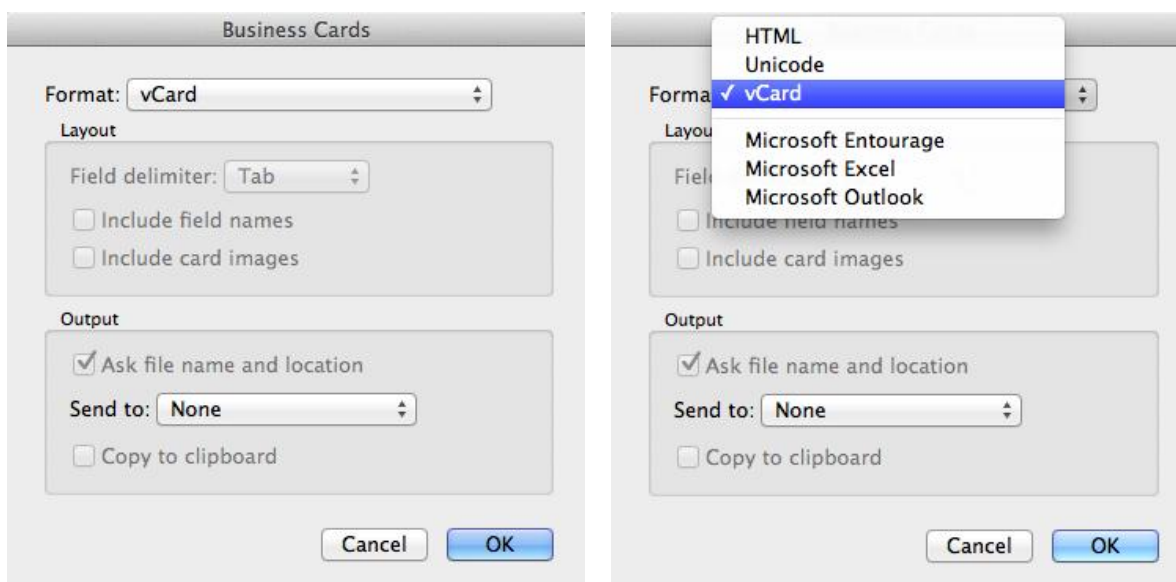 Business Cards
Format: vCard
Layout
Field delimiter: Tab
Include field names
Include card images
Output
Ask file name and location
Send to: None
Copy to clipboard
Cancel OK
HTML
Unicode
Forma ✓ vCard
Layou
Microsoft Entourage
Microsoft Excel
Fiel
Microsoft Outlook
Include field names
Include card images
Output
Ask file name and location
Send to: None
Copy to clipboard
Cancel OK